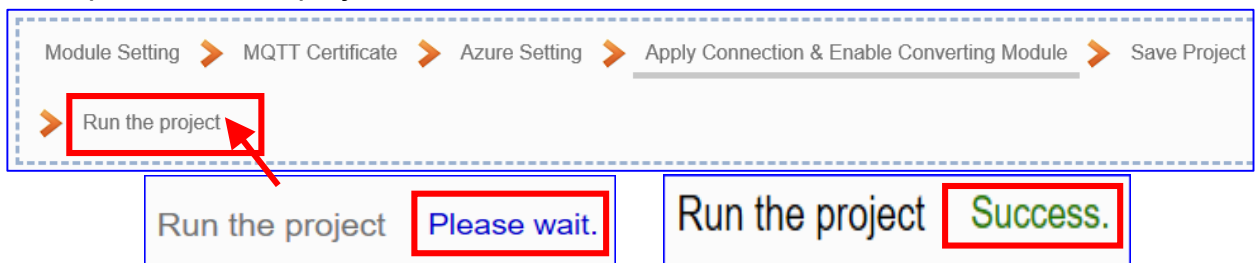 Module Setting MQTT Certificate Azure Setting Apply Connection & Enable Converting Module Save Project
Run the project
Run the project Please wait.
Run the project Success.